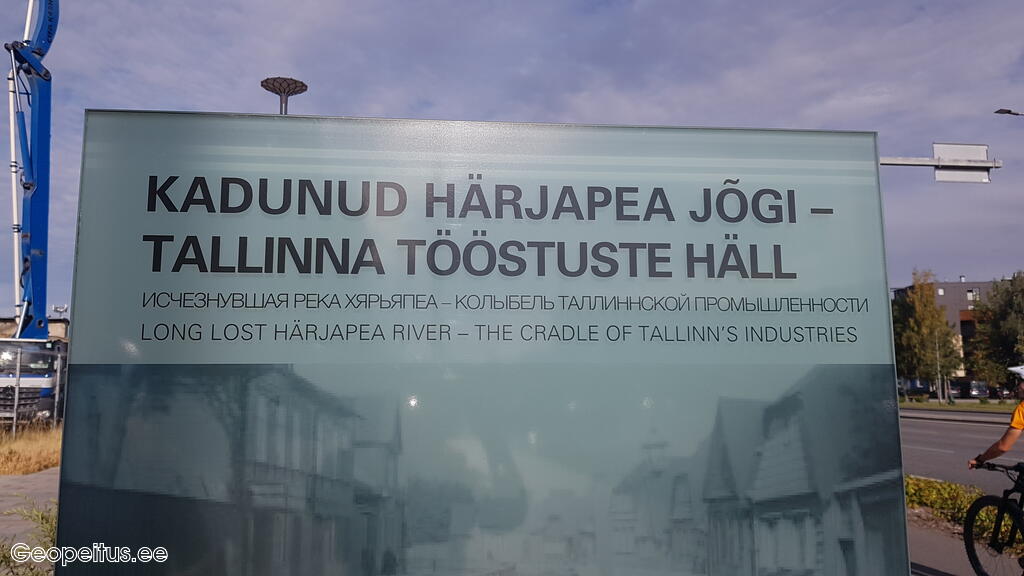 KADUNUD HÄRJAPEA JÕGI –
TALLINNA TÖÖSTUSTE HÄLL
ИСЧЕЗНУВШАЯ РЕКА ХЯРЬЯПЕА – КОЛЫБЕЛЬ ТАЛЛИННСКОЙ ПРОМЫШЛЕННОСТИ
LONG LOST HÄRJAPEA RIVER – THE CRADLE OF TALLINN'S INDUSTRIES
Geopeitus.ee